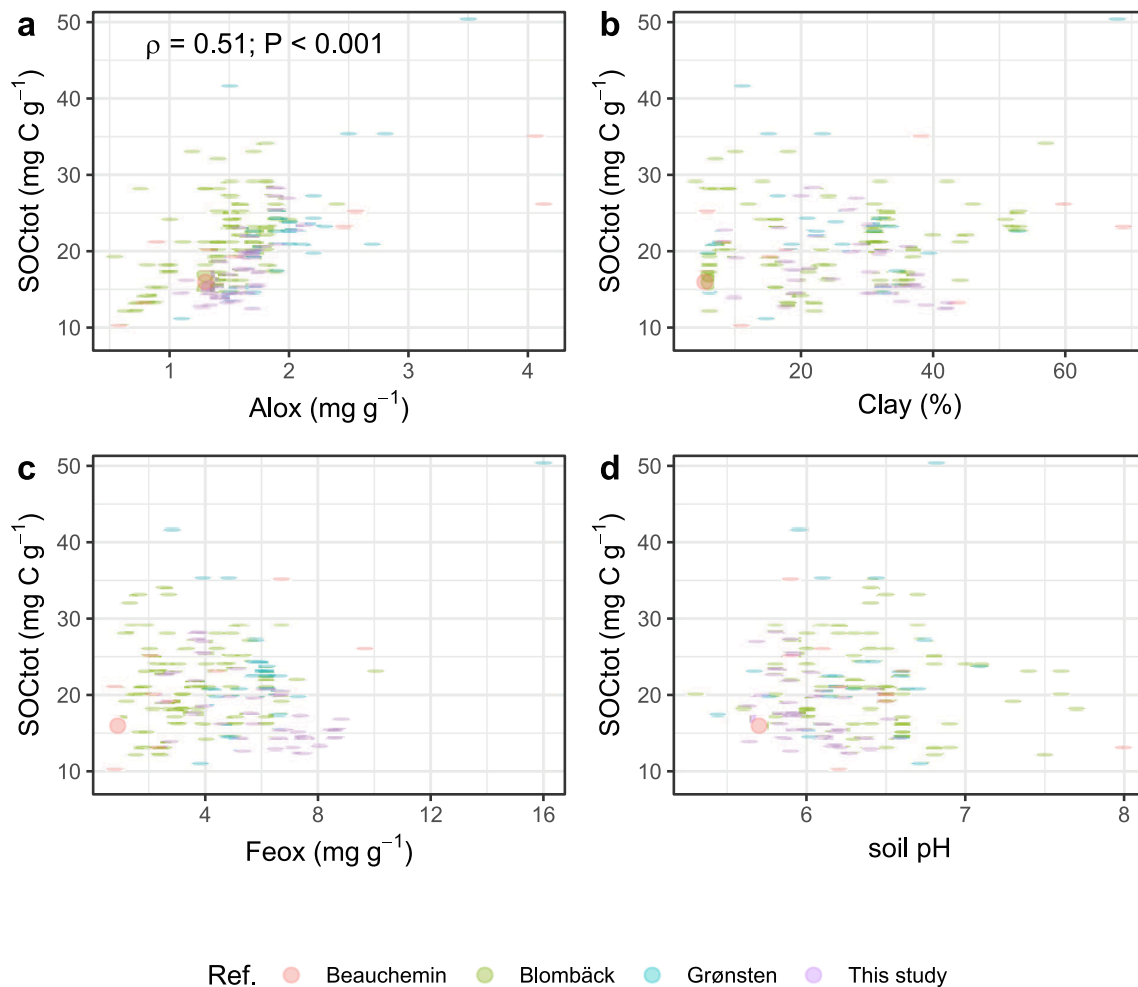 a
ρ = 0.51; P < 0.001
50
40
30
20
10
SOCtot (mg C g⁻¹)
1 2 3 4
Alox (mg g⁻¹)
b
50
40
30
20
10
SOCtot (mg C g⁻¹)
20 40 60
Clay (%)
c
50
40
30
20
10
SOCtot (mg C g⁻¹)
4 8 12 16
Feox (mg g⁻¹)
d
50
40
30
20
10
SOCtot (mg C g⁻¹)
6 7 8
soil pH
Ref. Beauchemin Blombäck Grønsten This study